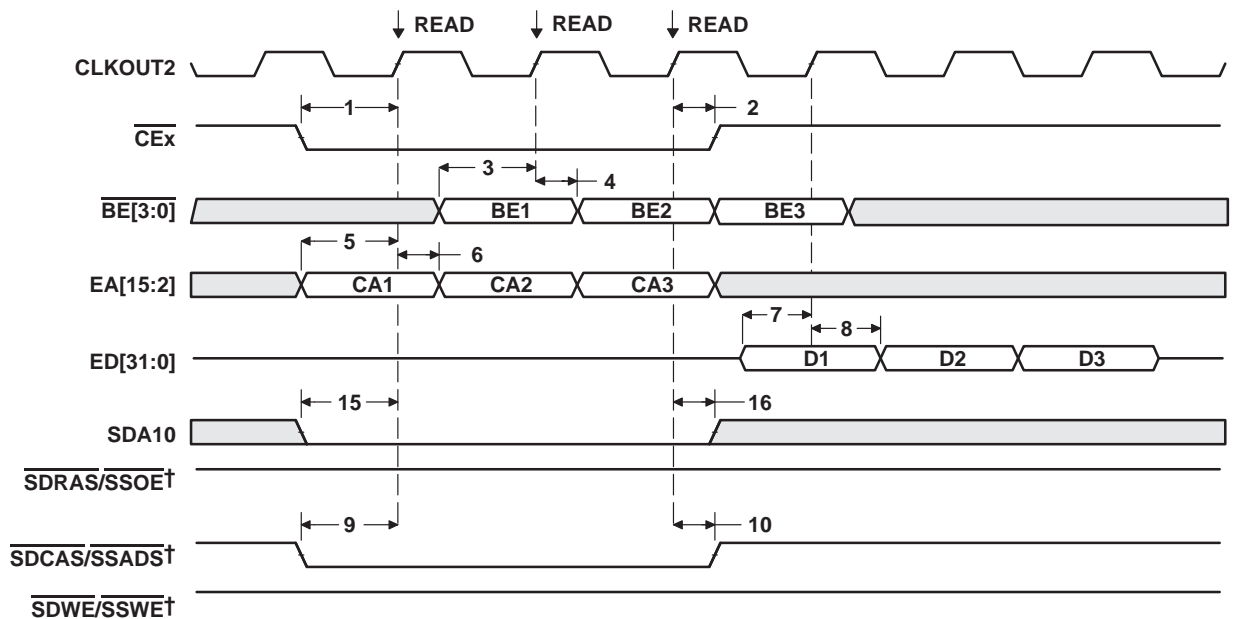 READ READ READ
CLKOUT2
1 2
CEx
3 4
BE[3:0] BE1 BE2 BE3
5 6
EA[15:2] CA1 CA2 CA3
7 8
ED[31:0] D1 D2 D3
15 16
SDA10
SDRAS/SSOE†
9 10
SDCAS/SSADS†
SDWE/SSWE†